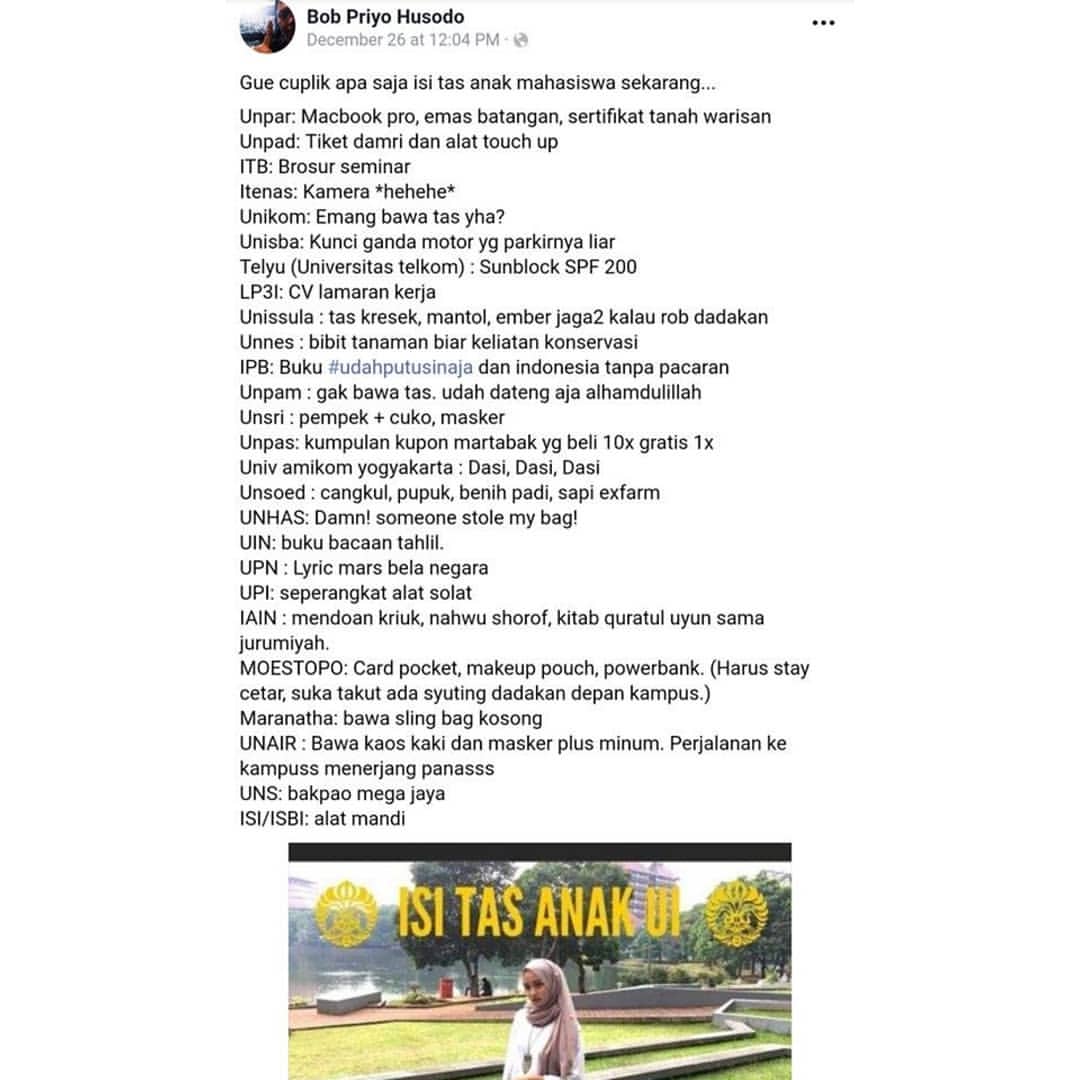 Bob Priyo Husodo
December 26 at 12:04 PM ·
Gue cuplik apa saja isi tas anak mahasiswa sekarang...
Unpar: Macbook pro, emas batangan, sertifikat tanah warisan
Unpad: Tiket damri dan alat touch up
ITB: Brosur seminar
Itenas: Kamera *hehehe*
Unikom: Emang bawa tas yha?
Unisba: Kunci ganda motor yg parkirnya liar
Telyu (Universitas telkom) : Sunblock SPF 200
LP3I: CV lamaran kerja
Unissula : tas kresek, mantol, ember jaga2 kalau rob dadakan
Unnes : bibit tanaman biar keliatan konservasi
IPB: Buku #udahputusinaja dan indonesia tanpa pacaran
Unpam : gak bawa tas. udah dateng aja alhamdulillah
Unsri : pempek + cuko, masker
Unpas: kumpulan kupon martabak yg beli 10x gratis 1x
Univ amikom yogyakarta : Dasi, Dasi, Dasi
Unsoed : cangkul, pupuk, benih padi, sapi exfarm
UNHAS: Damn! someone stole my bag!
UIN: buku bacaan tahlil.
UPN : Lyric mars bela negara
UPI: seperangkat alat solat
IAIN : mendoan kriuk, nahwu shorof, kitab quratul uyun sama
jurumiyah.
MOESTOPO: Card pocket, makeup pouch, powerbank. (Harus stay
cetar, suka takut ada syuting dadakan depan kampus.)
Maranatha: bawa sling bag kosong
UNAIR : Bawa kaos kaki dan masker plus minum. Perjalanan ke
kampuss menerjang panasss
UNS: bakpao mega jaya
ISI/ISBI: alat mandi
ISI TAS ANAK UI